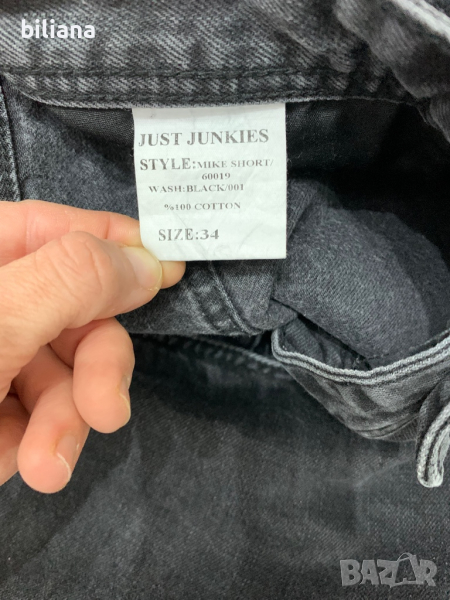 biliana
JUST JUNKIES
STYLE:MIKE SHORT/
60019
WASH:BLACK/001
%100 COTTON
SIZE:34
BAZAR